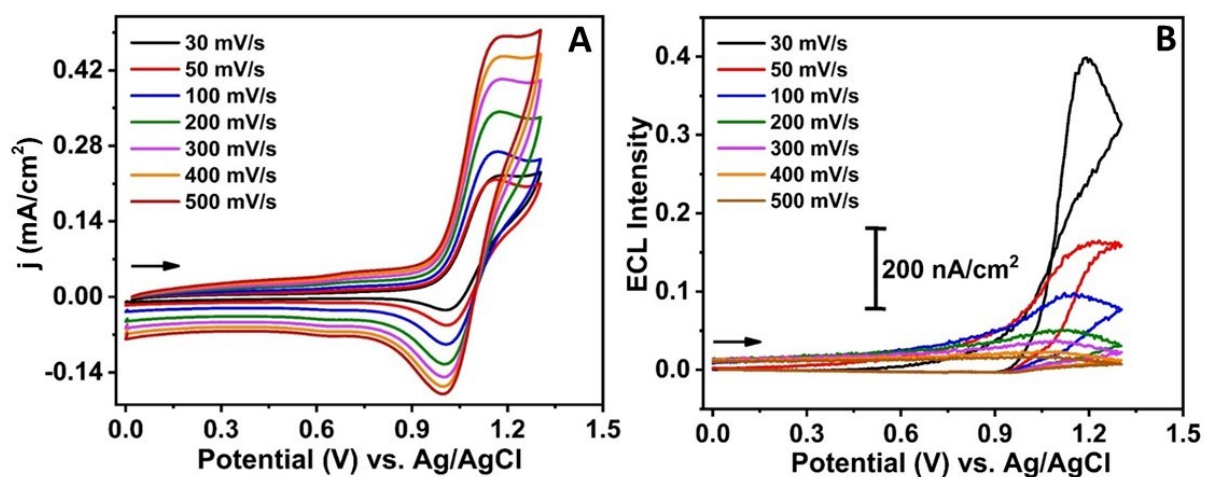 A
30 mV/s
50 mV/s
100 mV/s
200 mV/s
300 mV/s
400 mV/s
500 mV/s
j (mA/cm²)
0.42
0.28
0.14
0.00
-0.14
0.0 0.3 0.6 0.9 1.2 1.5
Potential (V) vs. Ag/AgCl
B
30 mV/s
50 mV/s
100 mV/s
200 mV/s
300 mV/s
400 mV/s
500 mV/s
200 nA/cm²
ECL Intensity
0.4
0.3
0.2
0.1
0.0
0.0 0.3 0.6 0.9 1.2 1.5
Potential (V) vs. Ag/AgCl